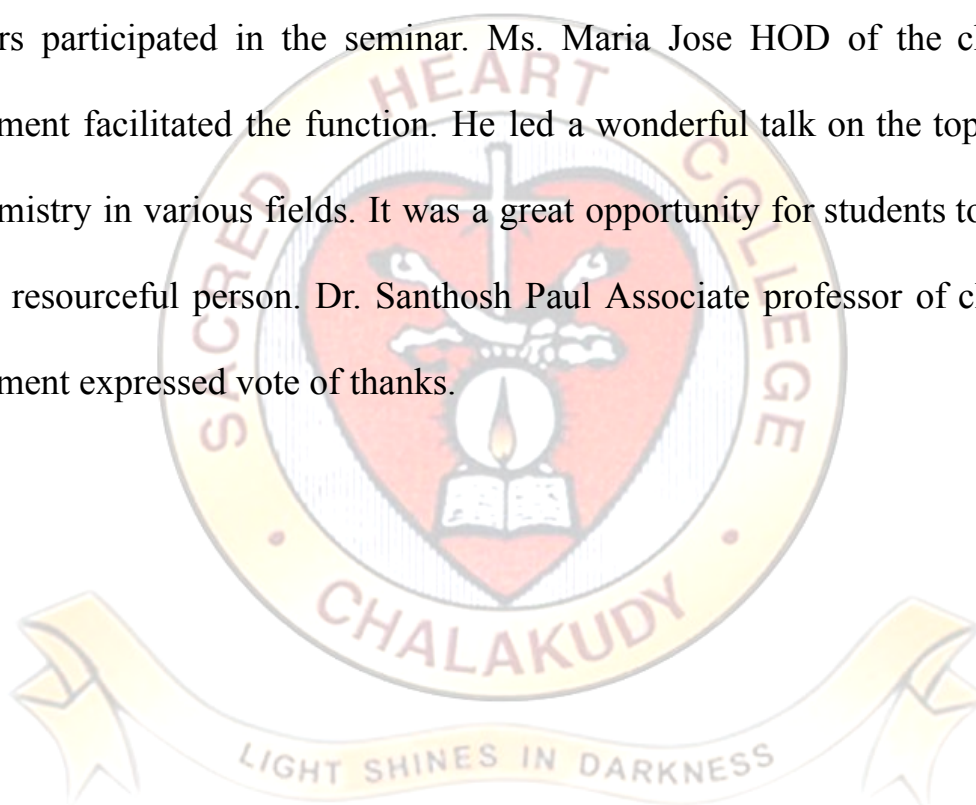 rs participated in the seminar. Ms. Maria Jose HOD of the c
ment facilitated the function. He led a wonderful talk on the top
mistry in various fields. It was a great opportunity for students to
resourceful person. Dr. Santhosh Paul Associate professor of c
ment expressed vote of thanks.
SACRED HEART COLLEGE
CHALAKUDY
LIGHT SHINES IN DARKNESS